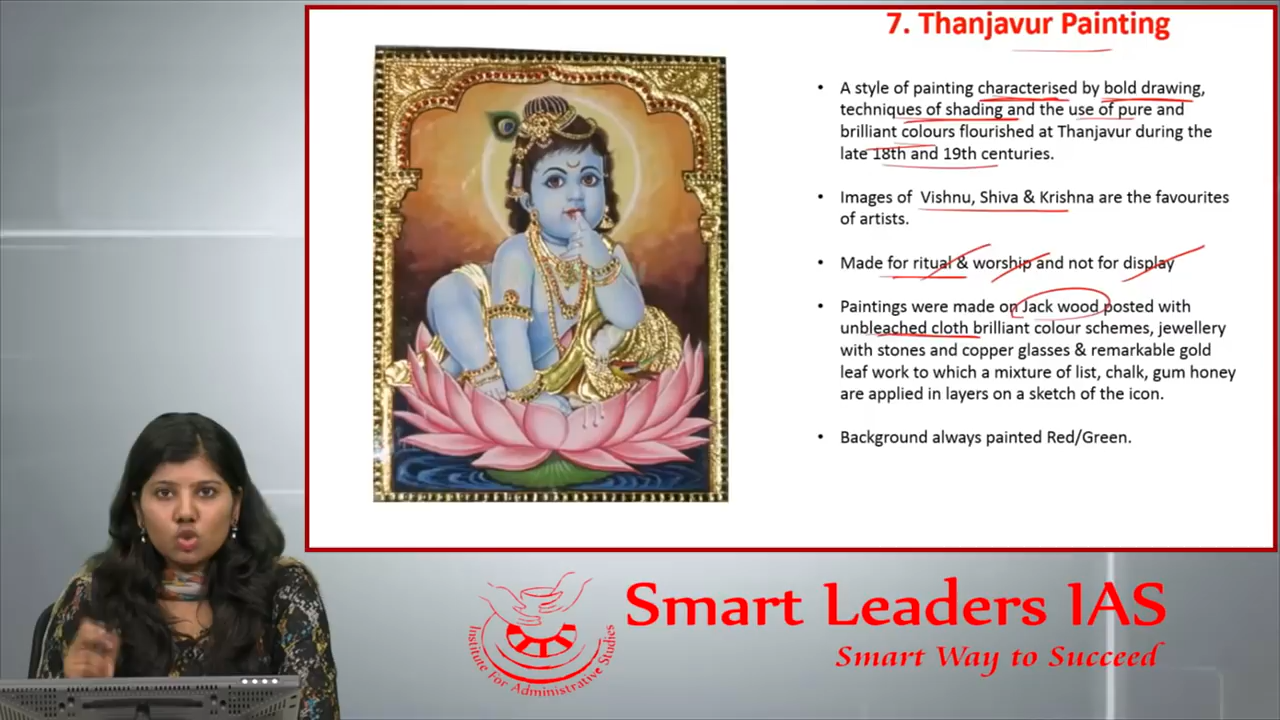 7. Thanjavur Painting
• A style of painting characterised by bold drawing,
techniques of shading and the use of pure and
brilliant colours flourished at Thanjavur during the
late 18th and 19th centuries.
• Images of Vishnu, Shiva & Krishna are the favourites
of artists.
• Made for ritual & worship and not for display
• Paintings were made on Jack wood posted with
unbleached cloth brilliant colour schemes, jewellery
with stones and copper glasses & remarkable gold
leaf work to which a mixture of list, chalk, gum honey
are applied in layers on a sketch of the icon.
• Background always painted Red/Green.
Institute For Administrative Studies
Smart Leaders IAS
Smart Way to Succeed